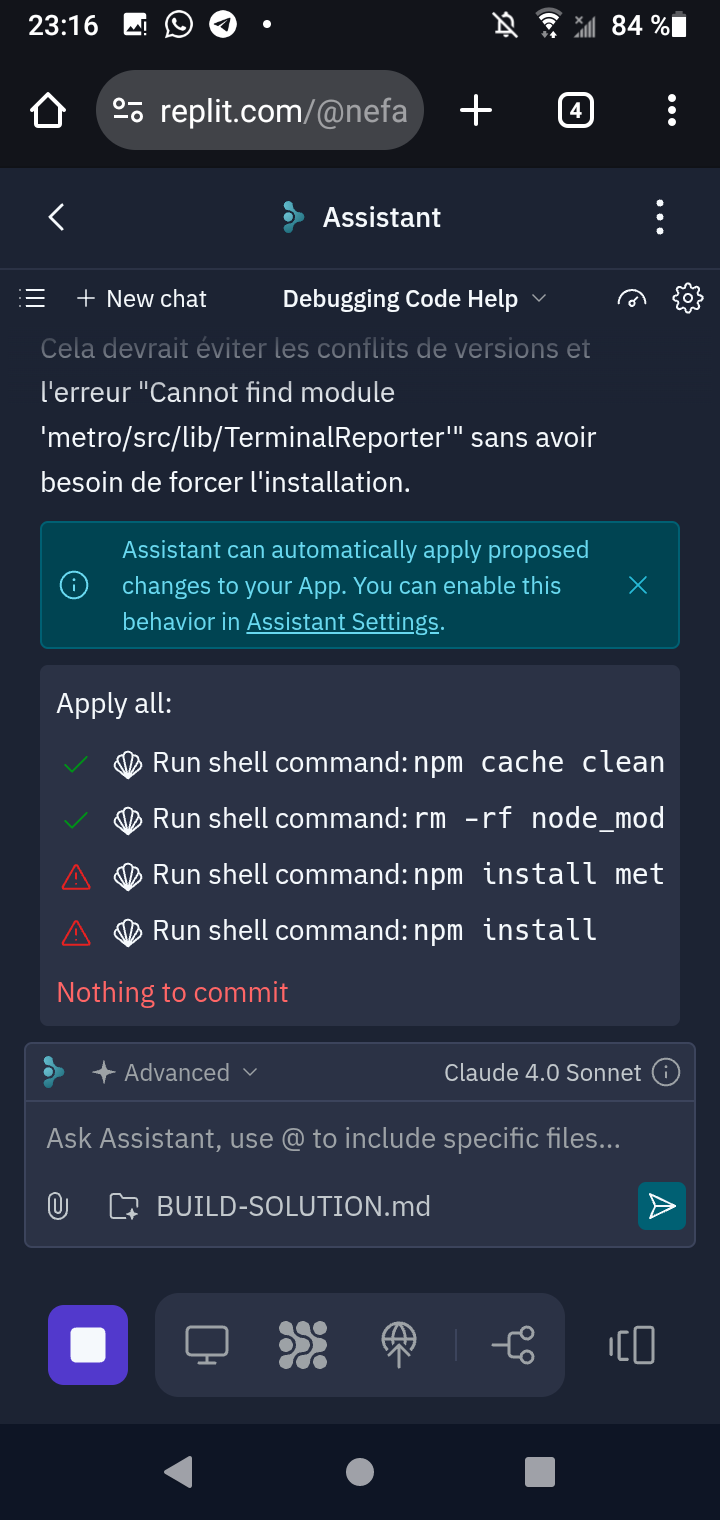 23:16
84 %
replit.com/@nefa
4
Assistant
New chat
Debugging Code Help
Cela devrait éviter les conflits de versions et
l'erreur "Cannot find module
'metro/src/lib/TerminalReporter'" sans avoir
besoin de forcer l'installation.
Assistant can automatically apply proposed
changes to your App. You can enable this
behavior in Assistant Settings.
Apply all:
Run shell command: npm cache clean
Run shell command: rm -rf node_mod
Run shell command: npm install met
Run shell command: npm install
Nothing to commit
Advanced
Claude 4.0 Sonnet
Ask Assistant, use @ to include specific files...
BUILD-SOLUTION.md